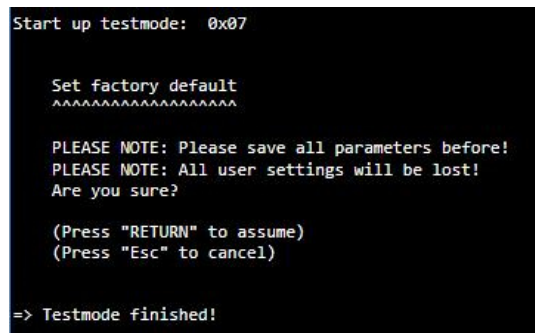 Start up testmode:  0x07
Set factory default
^^^^^^^^^^^^^^^^^^^
PLEASE NOTE: Please save all parameters before!
PLEASE NOTE: All user settings will be lost!
Are you sure?
(Press "RETURN" to assume)
(Press "Esc" to cancel)
=> Testmode finished!